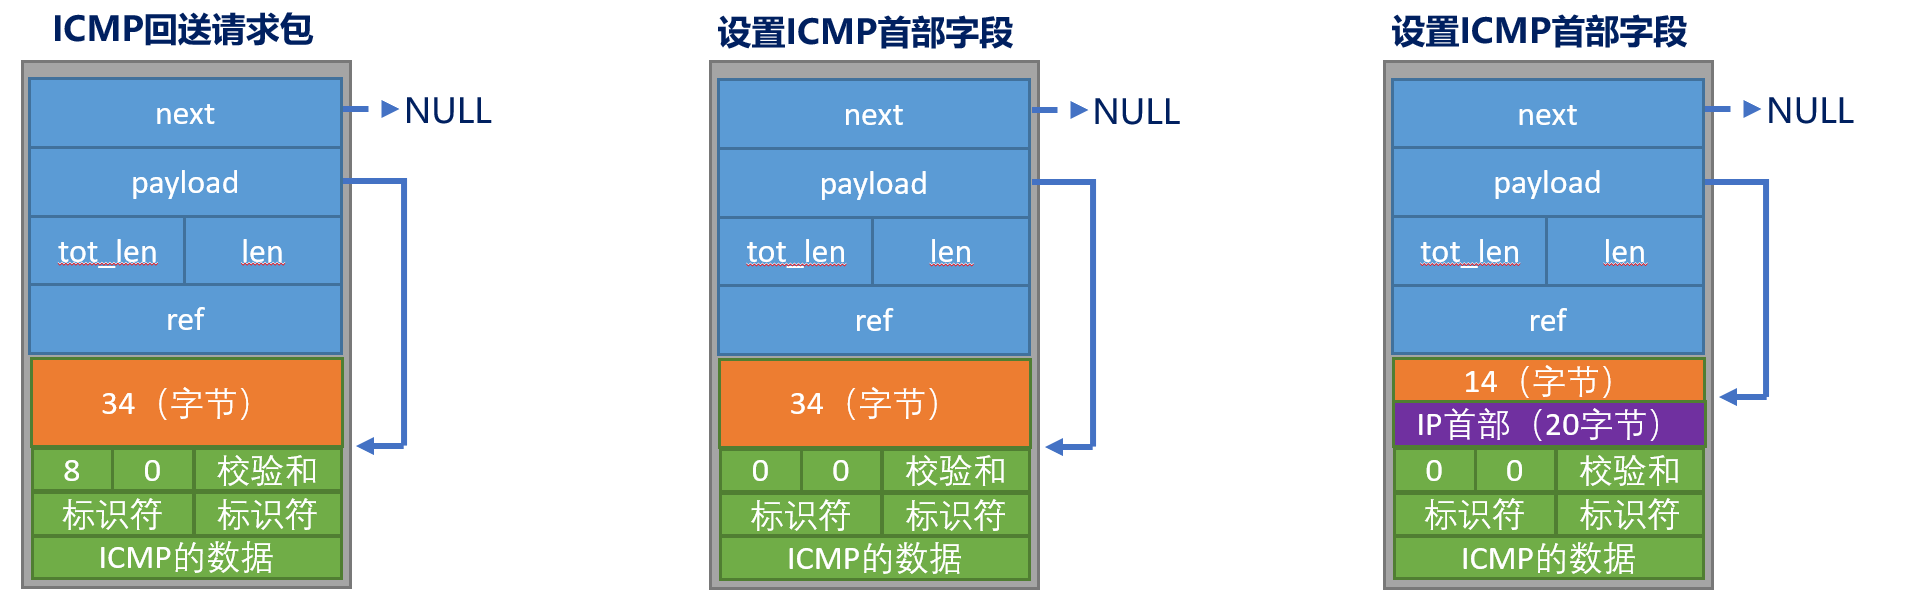 ICMP回送请求包
next
NULL
payload
tot_len
len
ref
34（字节）
8
0
校验和
标识符
标识符
ICMP的数据
设置ICMP首部字段
next
NULL
payload
tot_len
len
ref
34（字节）
0
0
校验和
标识符
标识符
ICMP的数据
设置ICMP首部字段
next
NULL
payload
tot_len
len
ref
14（字节）
IP首部（20字节）
0
0
校验和
标识符
标识符
ICMP的数据